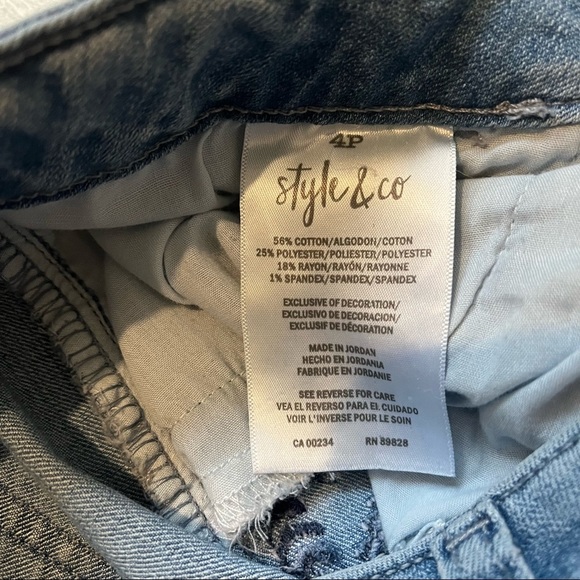 4P
style & co
56% COTTON/ALGODON/COTON
25% POLYESTER/POLIESTER/POLYESTER
18% RAYON/RAYÓN/RAYONNE
1% SPANDEX/SPANDEX/SPANDEX
EXCLUSIVE OF DECORATION/
EXCLUSIVO DE DECORACION/
EXCLUSIF DE DÉCORATION
MADE IN JORDAN
HECHO EN JORDANIA
FABRIQUE EN JORDANIE
SEE REVERSE FOR CARE
VEA EL REVERSO PARA EL CUIDADO
VOIR L'INVERSE POUR LE SOIN
CA 00234 RN 89828